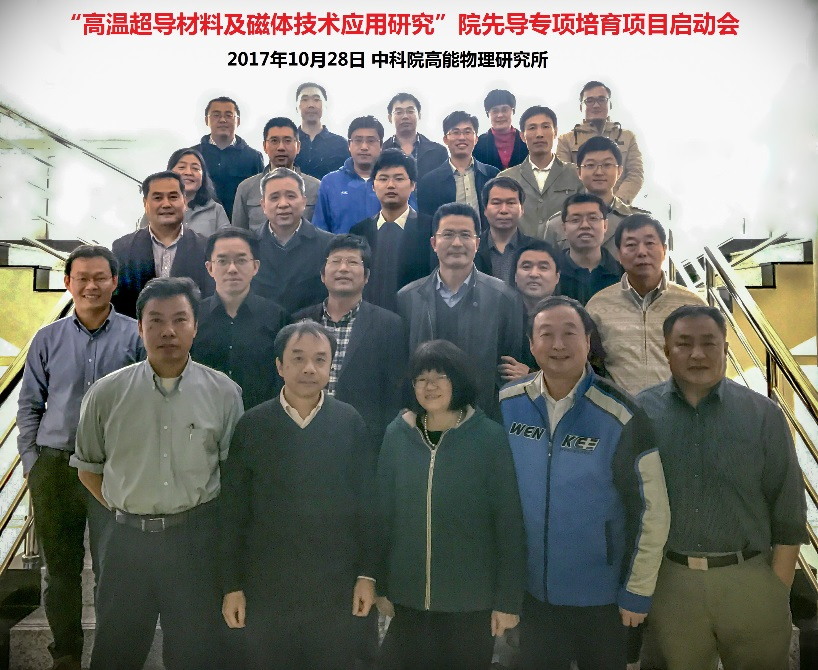 “高温超导材料及磁体技术应用研究”院先导专项培育项目启动会
2017年10月28日 中科院高能物理研究所
WEN KEE